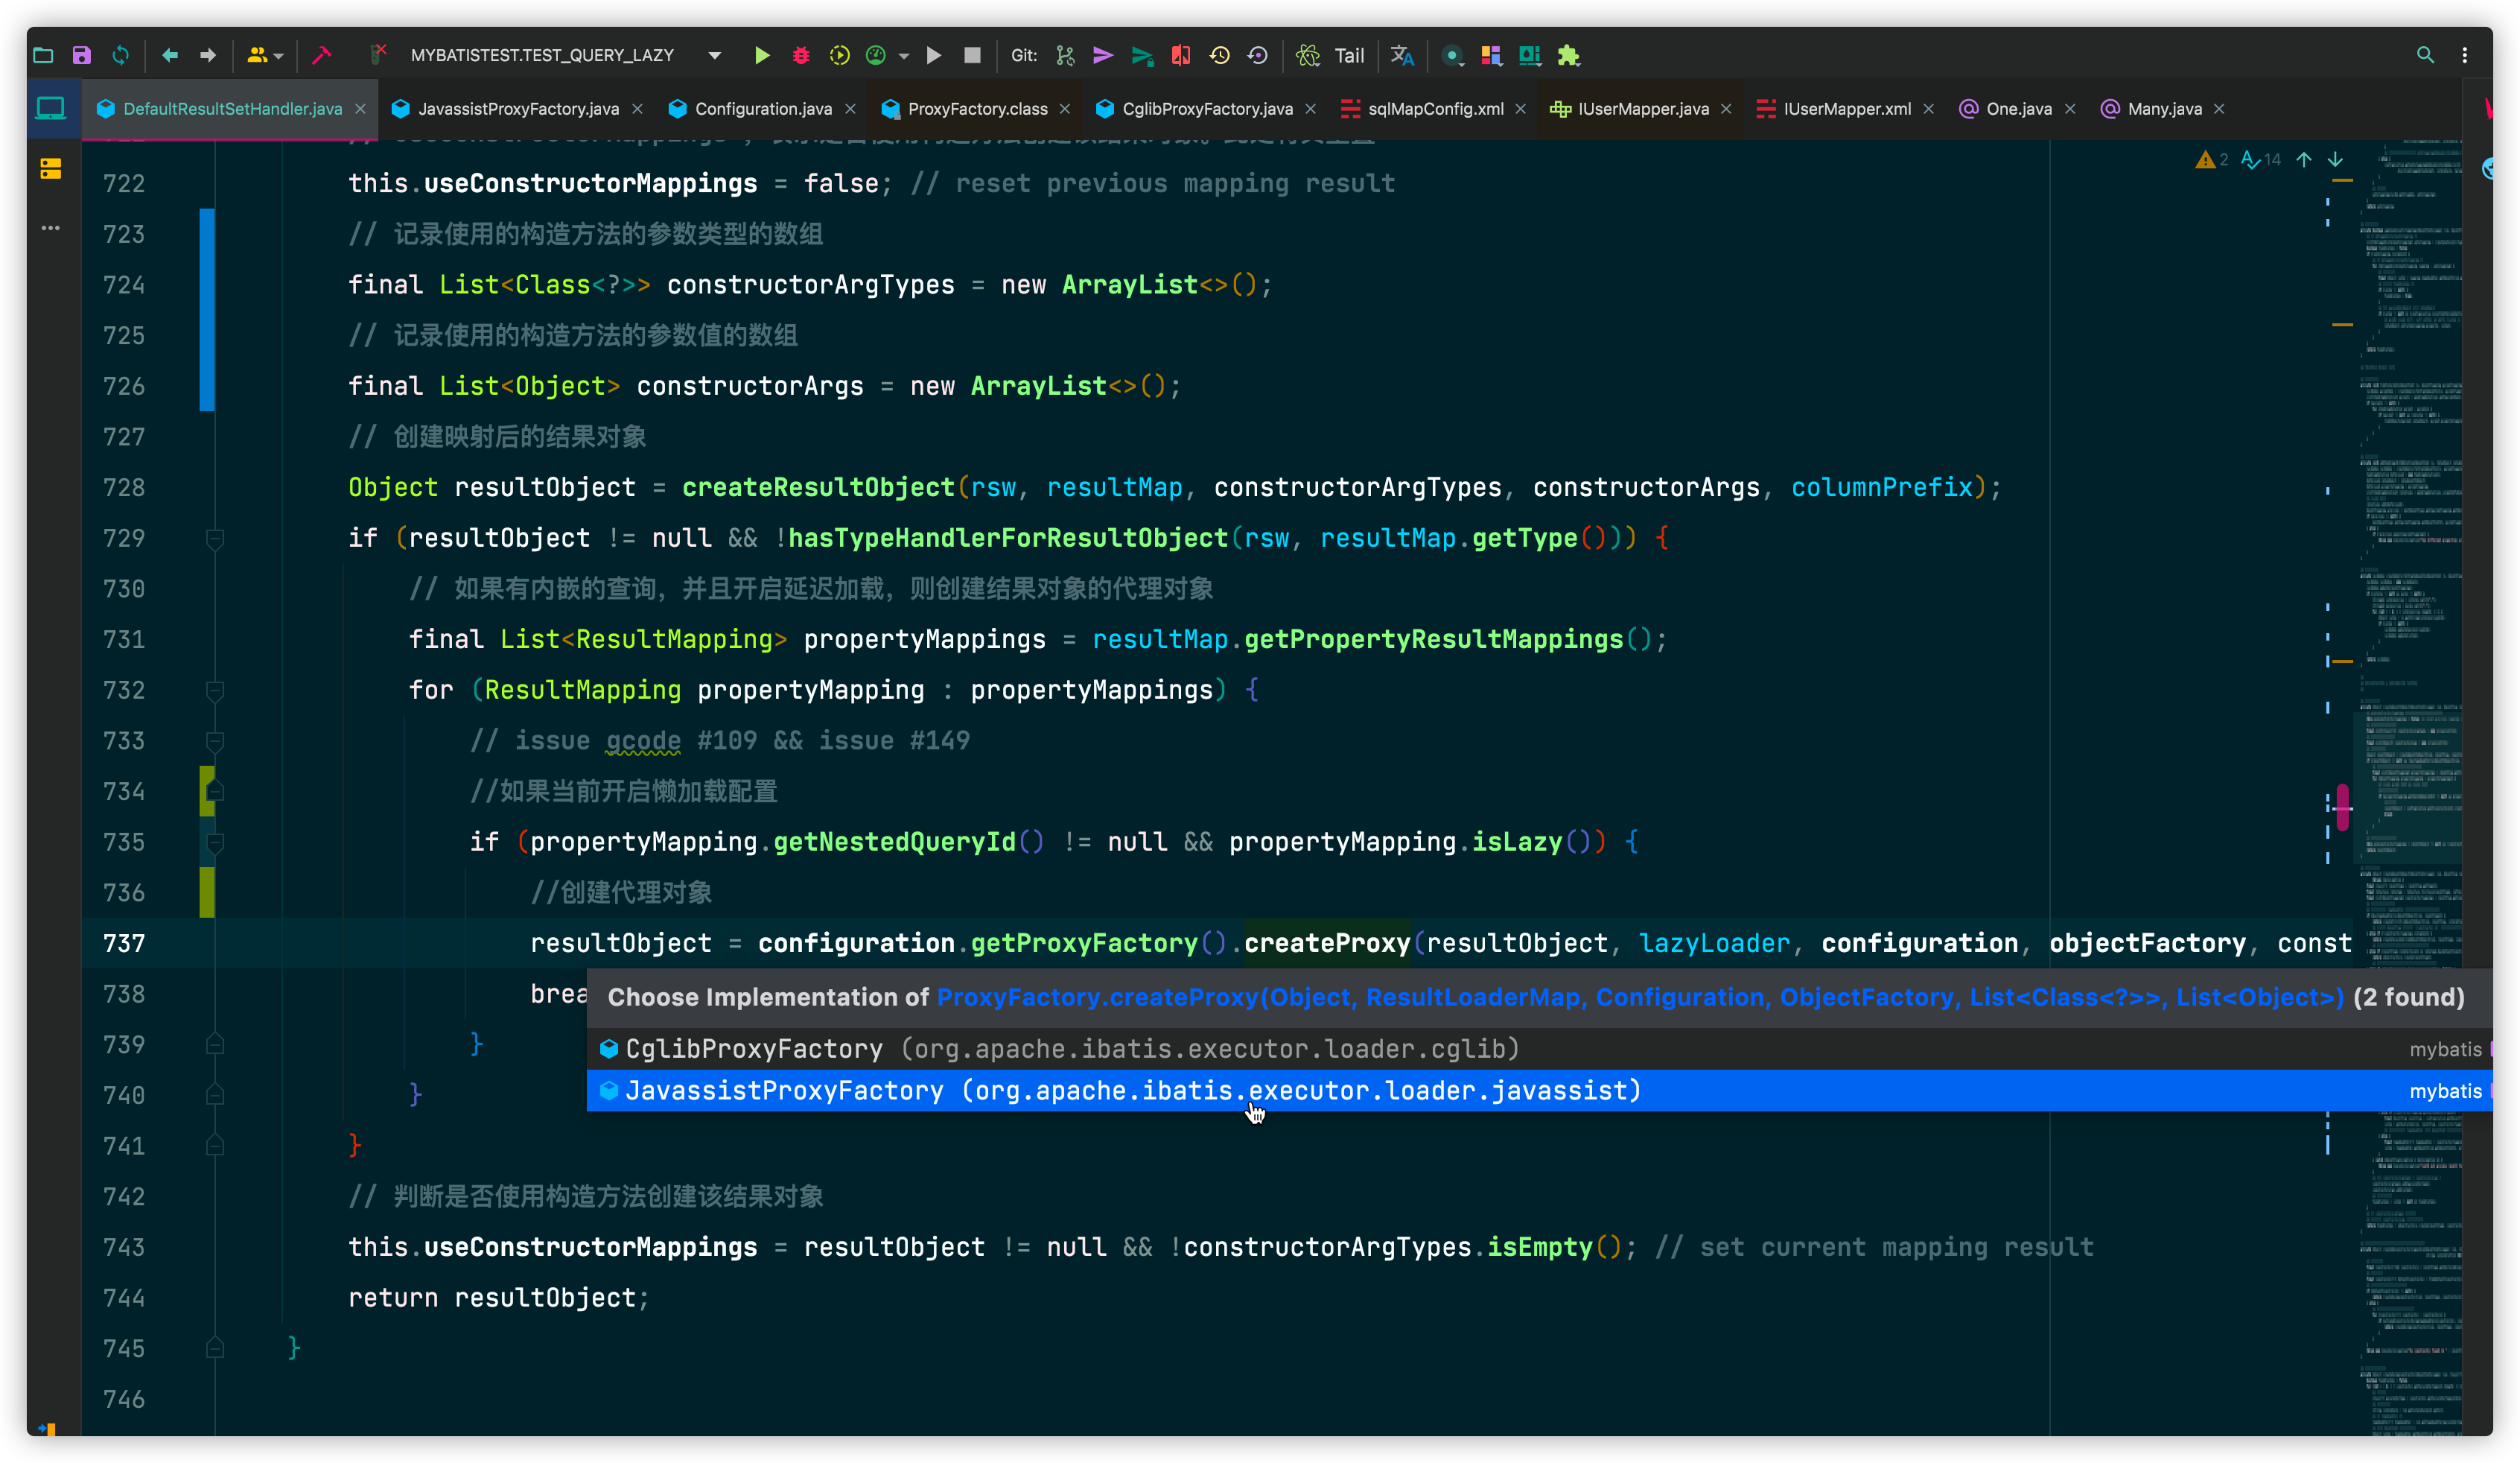 MYBATISTEST.TEST_QUERY_LAZY Git: Tail
DefaultResultSetHandler.java JavassistProxyFactory.java Configuration.java ProxyFactory.class CglibProxyFactory.java sqlMapConfig.xml IUserMapper.java IUserMapper.xml One.java Many.java
2 14
722 this.useConstructorMappings = false; // reset previous mapping result
723 // 记录使用的构造方法的参数类型的数组
724 final List<Class<?>> constructorArgTypes = new ArrayList<>();
725 // 记录使用的构造方法的参数值的数组
726 final List<Object> constructorArgs = new ArrayList<>();
727 // 创建映射后的结果对象
728 Object resultObject = createResultObject(rsw, resultMap, constructorArgTypes, constructorArgs, columnPrefix);
729 if (resultObject != null && !hasTypeHandlerForResultObject(rsw, resultMap.getType())) {
730 // 如果有内嵌的查询，并且开启延迟加载，则创建结果对象的代理对象
731 final List<ResultMapping> propertyMappings = resultMap.getPropertyResultMappings();
732 for (ResultMapping propertyMapping : propertyMappings) {
733 // issue gcode #109 && issue #149
734 //如果当前开启懒加载配置
735 if (propertyMapping.getNestedQueryId() != null && propertyMapping.isLazy()) {
736 //创建代理对象
737 resultObject = configuration.getProxyFactory().createProxy(resultObject, lazyLoader, configuration, objectFactory, const
738 brea
Choose Implementation of ProxyFactory.createProxy(Object, ResultLoaderMap, Configuration, ObjectFactory, List<Class<?>>, List<Object>) (2 found)
739 }
CglibProxyFactory (org.apache.ibatis.executor.loader.cglib) mybatis
740 }
JavassistProxyFactory (org.apache.ibatis.executor.loader.javassist) mybatis
741 }
742 // 判断是否使用构造方法创建该结果对象
743 this.useConstructorMappings = resultObject != null && !constructorArgTypes.isEmpty(); // set current mapping result
744 return resultObject;
745 }
746